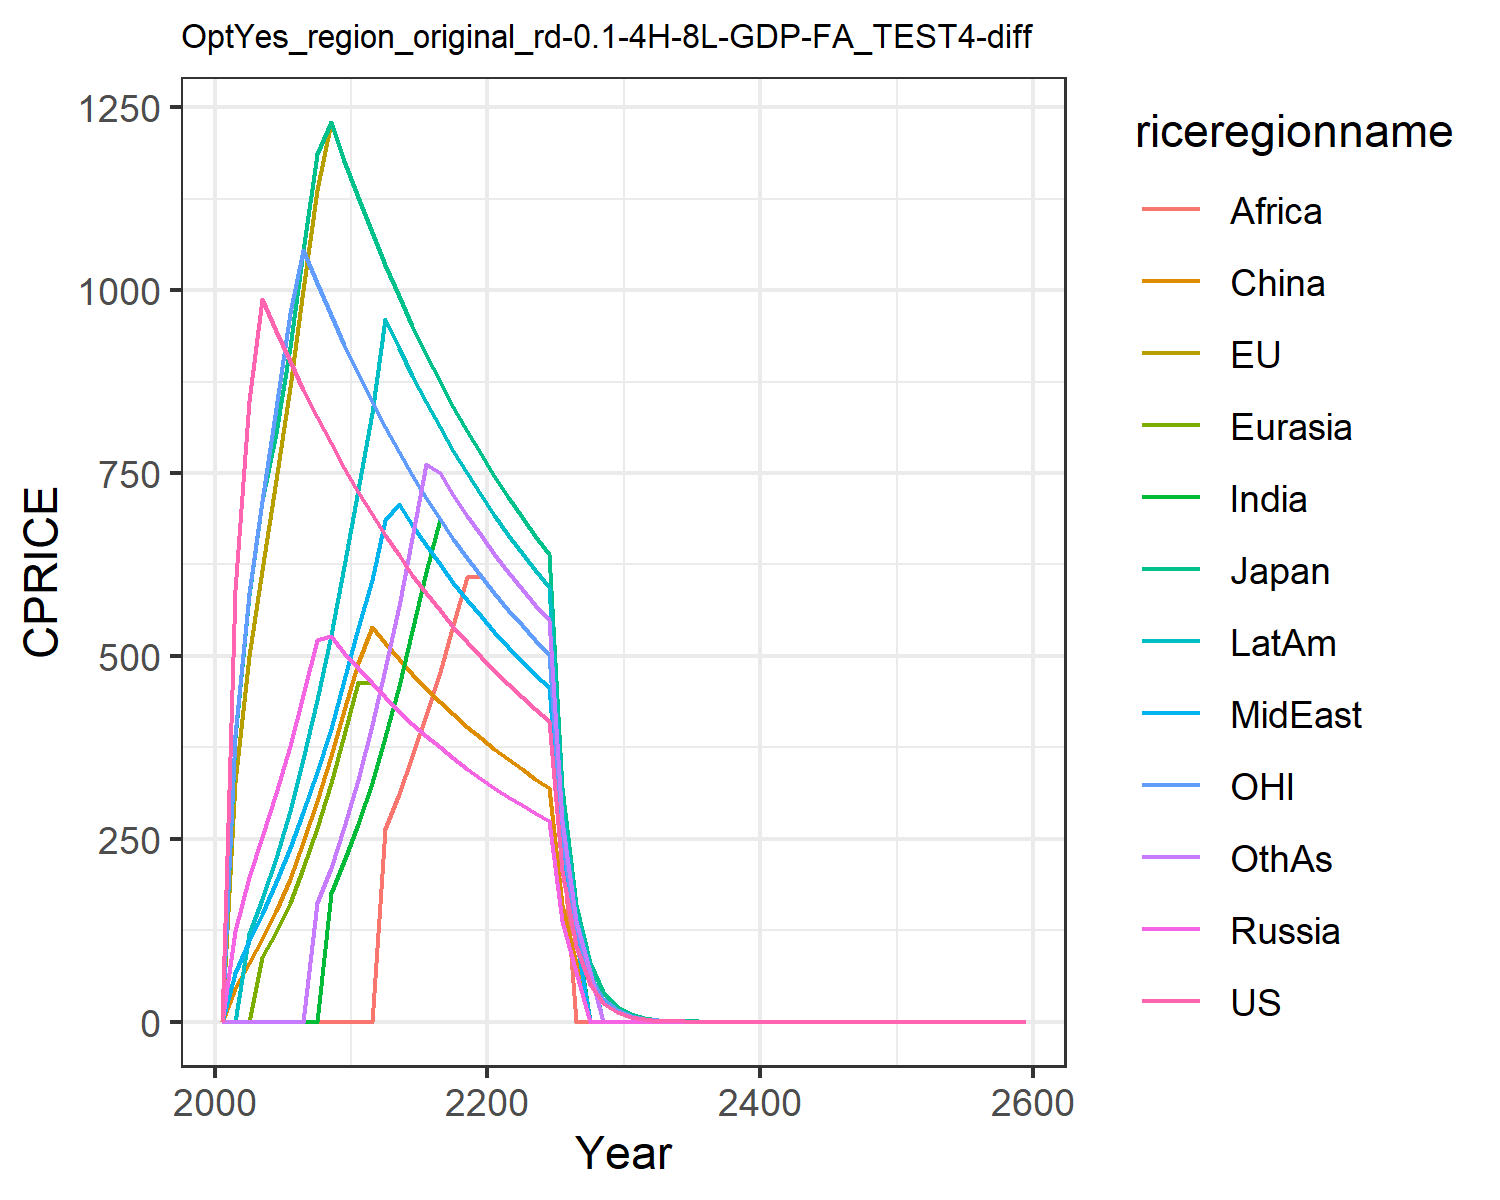 OptYes_region_original_rd-0.1-4H-8L-GDP-FA_TEST4-diff
1250
1000
750
500
250
0
CPRICE
2000 2200 2400 2600
Year
riceregionname
Africa
China
EU
Eurasia
India
Japan
LatAm
MidEast
OHI
OthAs
Russia
US